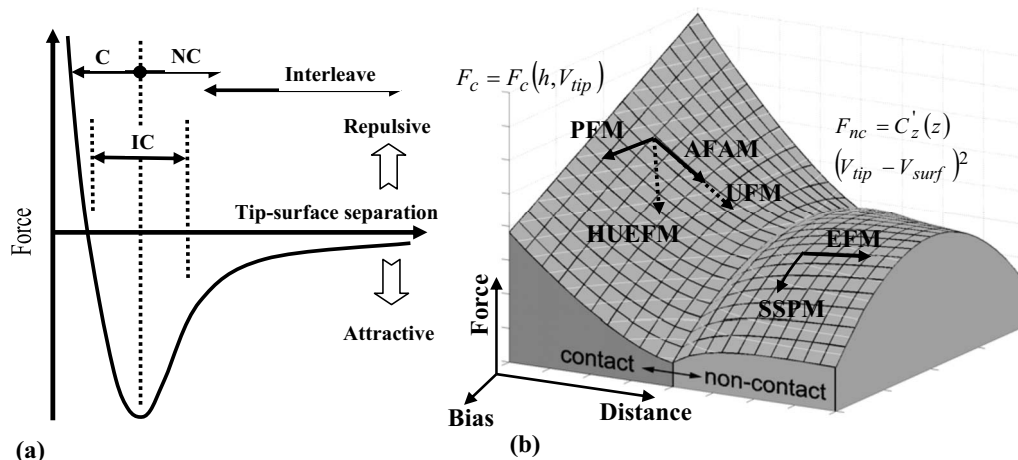 C
NC
Interleave
Repulsive
IC
Tip-surface separation
Force
Attractive
(a)
F_c = F_c(h, V_tip)
F_nc = C'_z(z)
(V_tip − V_surf)^2
PFM
AFAM
UFM
HUEFM
EFM
SSPM
Force
contact
non-contact
Bias
Distance
(b)